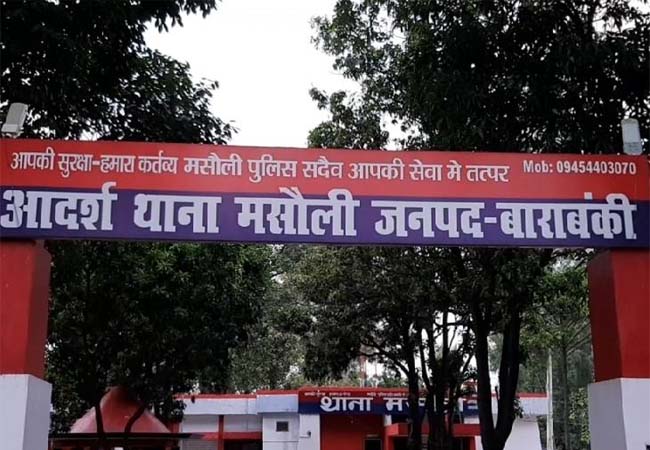 आपकी सुरक्षा-हमारा कर्तव्य मसौली पुलिस सदैव आपकी सेवा मे तत्पर Mob: 09454403070
आदर्श थाना मसौली जनपद-बाराबंकी
थाना